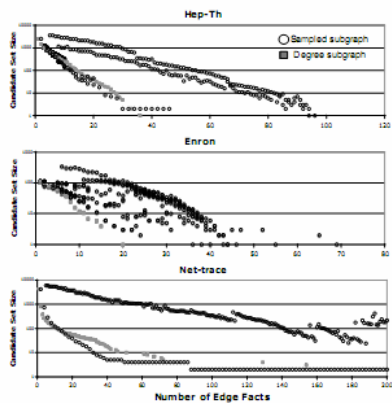 Hep-Th
Candidate Set Size
Sampled subgraph
Degree subgraph
1
0 20 40 60 80 100 120
Enron
Candidate Set Size
0 10 20 30 40 50 60 70 80
Net-trace
Candidate Set Size
0 20 40 60 80 100 120 140 160 180 200
Number of Edge Facts